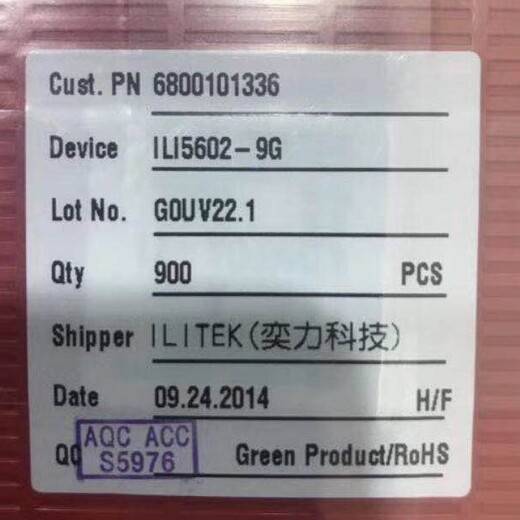 Cust. PN 6800101336
Device ILI5602-9G
Lot No. G0UV22.1
Qty 900 PCS
Shipper ILITEK(奕力科技)
Date 09.24.2014 H/F
AQC ACC
S5976
Green Product/RoHS